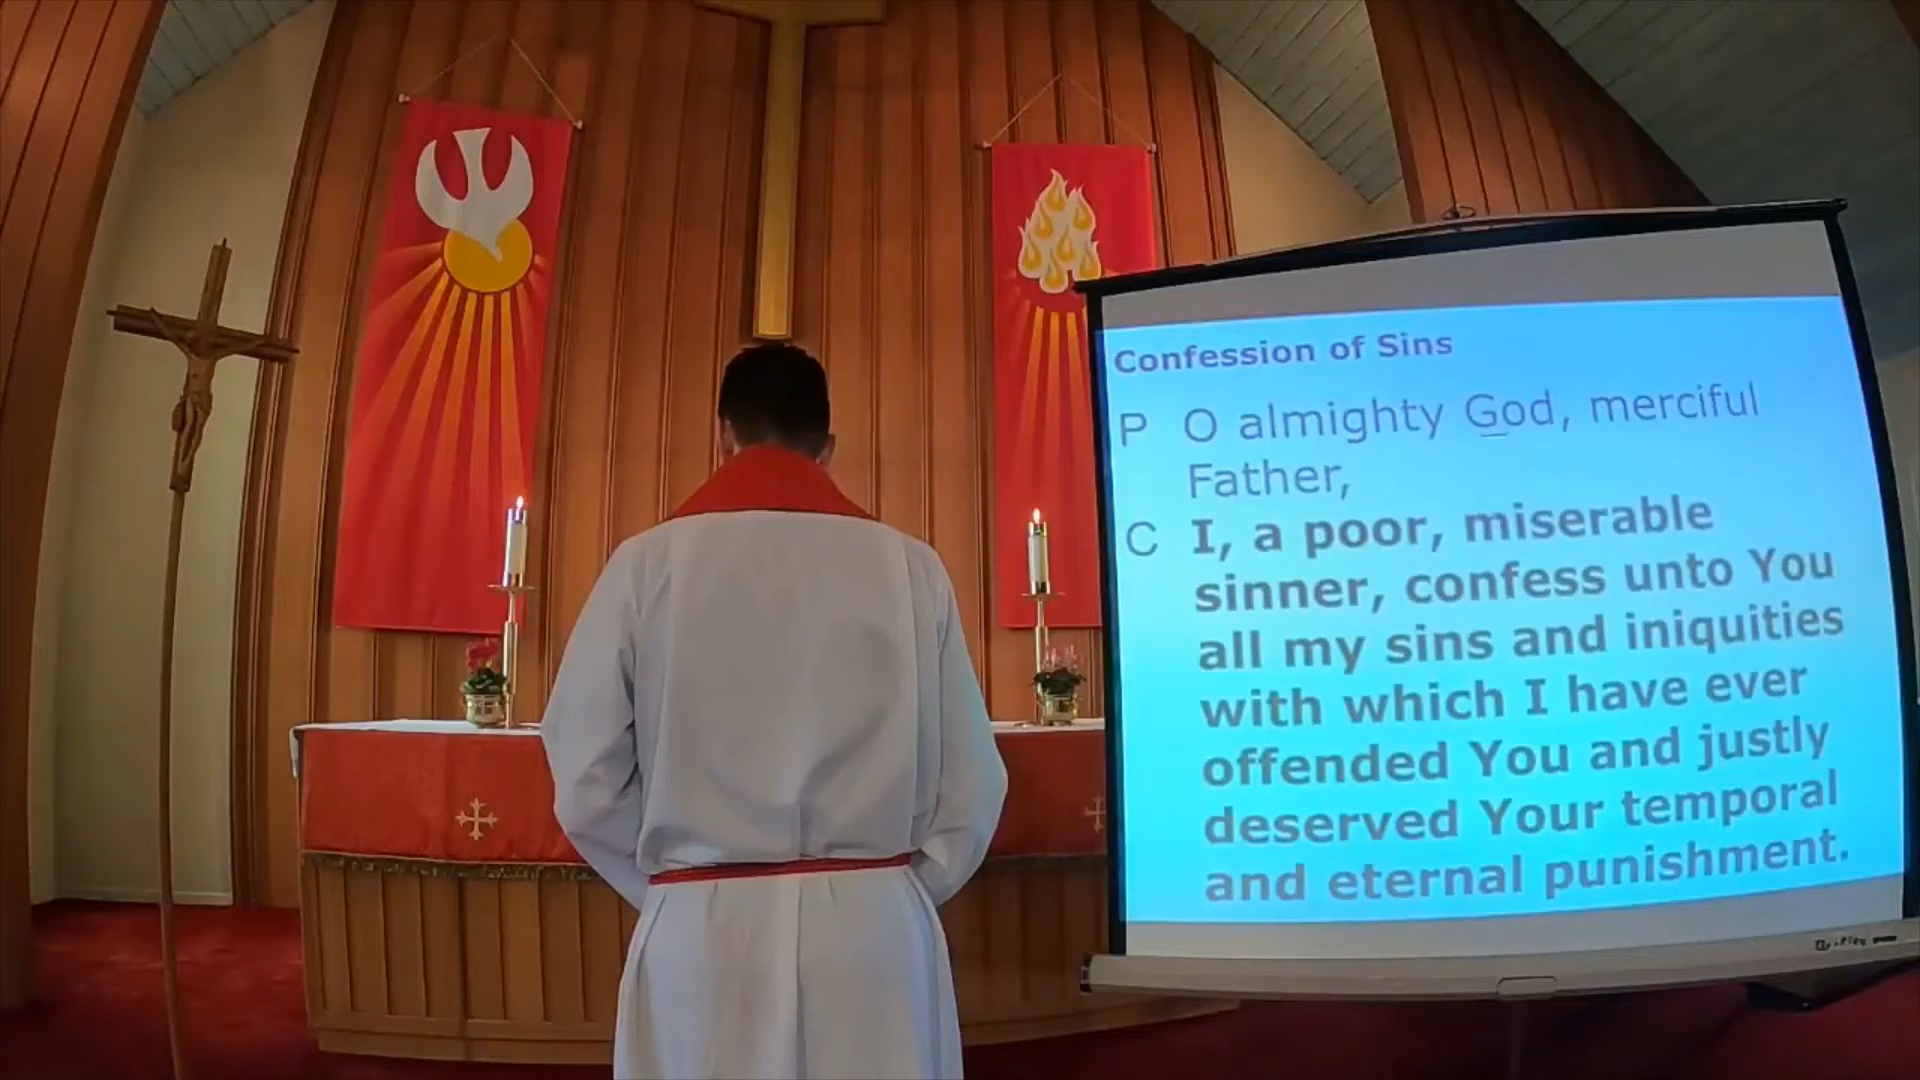 Confession of Sins
P O almighty God, merciful
Father,
C I, a poor, miserable
sinner, confess unto You
all my sins and iniquities
with which I have ever
offended You and justly
deserved Your temporal
and eternal punishment.